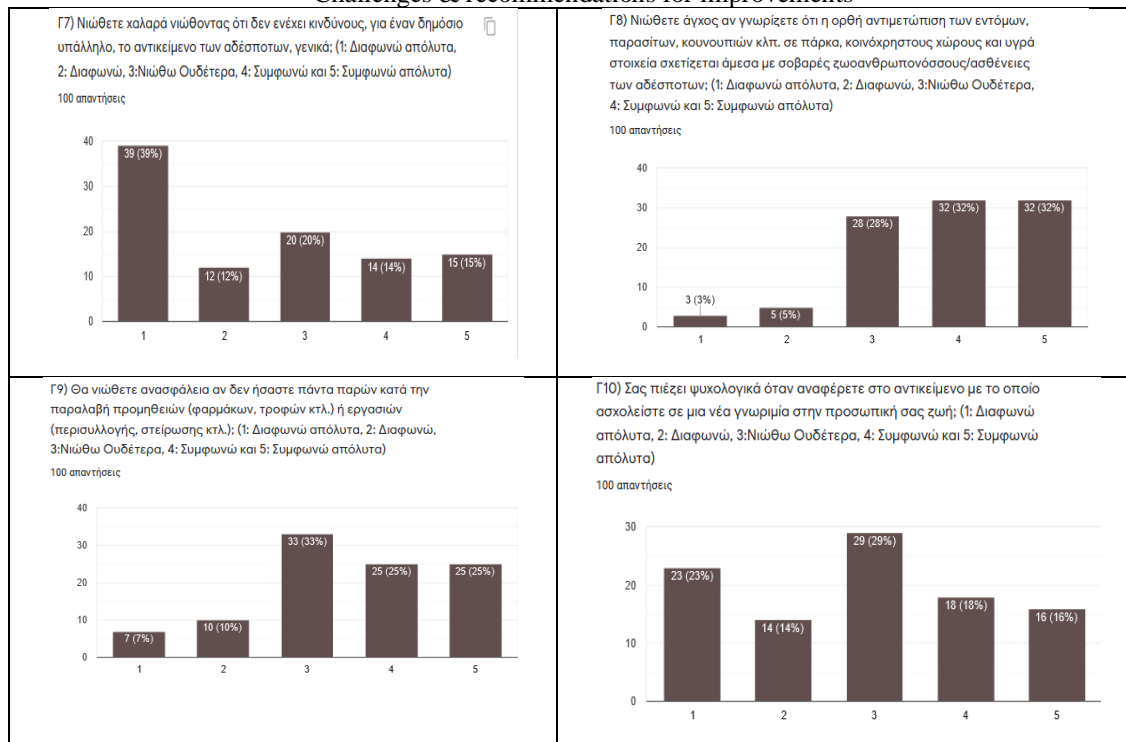 Challenges & recommendations for improvements
Γ7) Νιώθετε χαλαρά νιώθοντας ότι δεν ενέχει κινδύνους, για έναν δημόσιο
υπάλληλο, το αντικείμενο των αδέσποτων, γενικά; (1: Διαφωνώ απόλυτα,
2: Διαφωνώ, 3:Νιώθω Ουδέτερα, 4: Συμφωνώ και 5: Συμφωνώ απόλυτα)
100 απαντήσεις
40
30
20
10
0
39 (39%)
12 (12%)
20 (20%)
14 (14%)
15 (15%)
1 2 3 4 5
Γ8) Νιώθετε άγχος αν γνωρίζετε ότι η ορθή αντιμετώπιση των εντόμων,
παρασίτων, κουνουπιών κλπ. σε πάρκα, κοινόχρηστους χώρους και υγρά
στοιχεία σχετίζεται άμεσα με σοβαρές ζωοανθρωπονόσσους/ασθένειες
των αδέσποτων; (1: Διαφωνώ απόλυτα, 2: Διαφωνώ, 3:Νιώθω Ουδέτερα,
4: Συμφωνώ και 5: Συμφωνώ απόλυτα)
100 απαντήσεις
40
30
20
10
0
3 (3%)
5 (5%)
28 (28%)
32 (32%)
32 (32%)
1 2 3 4 5
Γ9) Θα νιώθετε ανασφάλεια αν δεν ήσαστε πάντα παρών κατά την
παραλαβή προμηθειών (φαρμάκων, τροφών κτλ.) ή εργασιών
(περισυλλογής, στείρωσης κτλ.); (1: Διαφωνώ απόλυτα, 2: Διαφωνώ,
3:Νιώθω Ουδέτερα, 4: Συμφωνώ και 5: Συμφωνώ απόλυτα)
100 απαντήσεις
40
30
20
10
0
7 (7%)
10 (10%)
33 (33%)
25 (25%)
25 (25%)
1 2 3 4 5
Γ10) Σας πιέζει ψυχολογικά όταν αναφέρετε στο αντικείμενο με το οποίο
ασχολείστε σε μια νέα γνωριμία στην προσωπική σας ζωή; (1: Διαφωνώ
απόλυτα, 2: Διαφωνώ, 3:Νιώθω Ουδέτερα, 4: Συμφωνώ και 5: Συμφωνώ
απόλυτα)
100 απαντήσεις
30
20
10
0
23 (23%)
14 (14%)
29 (29%)
18 (18%)
16 (16%)
1 2 3 4 5